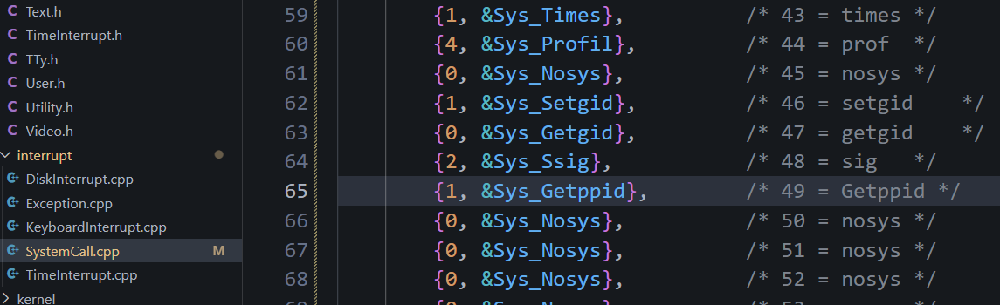 Text.h
TimeInterrupt.h
TTy.h
User.h
Utility.h
Video.h
interrupt
DiskInterrupt.cpp
Exception.cpp
KeyboardInterrupt.cpp
SystemCall.cpp M
TimeInterrupt.cpp
kernel
59 {1, &Sys_Times}, /* 43 = times */
60 {4, &Sys_Profil}, /* 44 = prof */
61 {0, &Sys_Nosys}, /* 45 = nosys */
62 {1, &Sys_Setgid}, /* 46 = setgid */
63 {0, &Sys_Getgid}, /* 47 = getgid */
64 {2, &Sys_Ssig}, /* 48 = sig */
65 {1, &Sys_Getppid}, /* 49 = Getppid */
66 {0, &Sys_Nosys}, /* 50 = nosys */
67 {0, &Sys_Nosys}, /* 51 = nosys */
68 {0, &Sys_Nosys}, /* 52 = nosys */